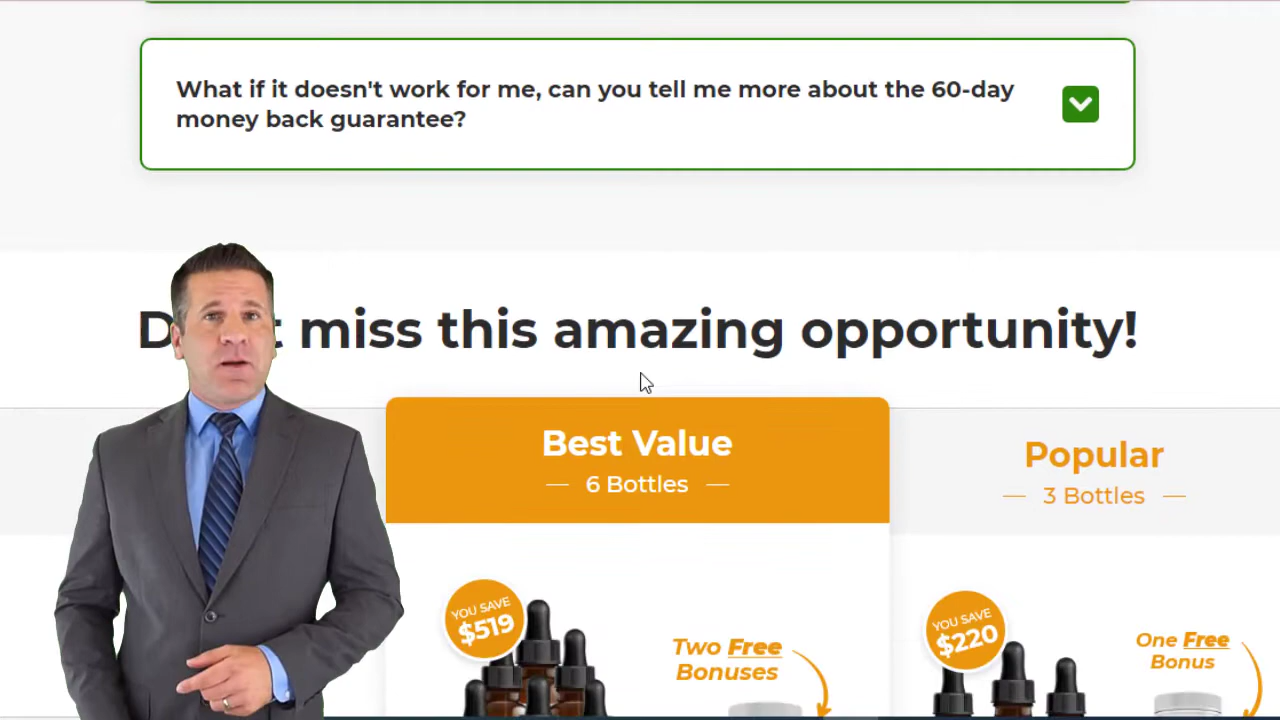 What if it doesn't work for me, can you tell me more about the 60-day
money back guarantee?
D t miss this amazing opportunity!
Best Value
6 Bottles
Popular
3 Bottles
YOU SAVE
$519
Two Free
Bonuses
YOU SAVE
$220
One Free
Bonus